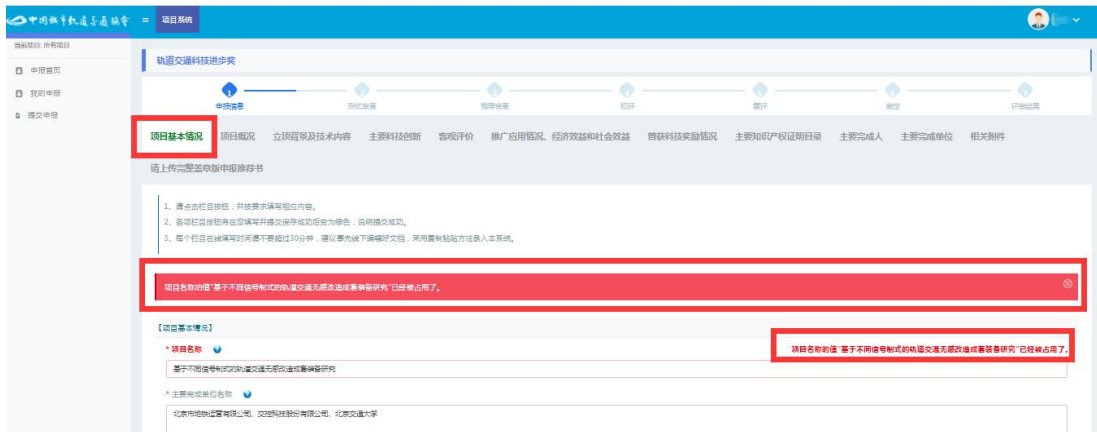 中国城市轨道交通协会
项目系统
当前项目: 所有项目
申报首页
我的申报
提交申报
轨道交通科技进步奖
1
申报信息
形式审查
推荐审查
初评
复评
审定
评审结果
项目基本情况 项目概况 立项背景及技术内容 主要科技创新 客观评价 推广应用情况、经济效益和社会效益 曾获科技奖励情况 主要知识产权证明目录 主要完成人 主要完成单位 相关附件
请上传完整盖章版申报推荐书
1、请点击栏目按钮，并按要求填写相应内容。
2、各项栏目按钮将在您填写并提交保存成功后变为绿色，说明提交成功。
3、每个栏目在线填写时间请不要超过30分钟，建议事先线下编辑好文档，采用复制粘贴方法录入本系统。
项目名称的值"基于不同信号制式的轨道交通无感改造成套装备研究"已经被占用了。
【项目基本情况】
* 项目名称
项目名称的值"基于不同信号制式的轨道交通无感改造成套装备研究"已经被占用了。
基于不同信号制式的轨道交通无感改造成套装备研究
* 主要完成单位名称
北京市地铁运营有限公司、交控科技股份有限公司、北京交通大学